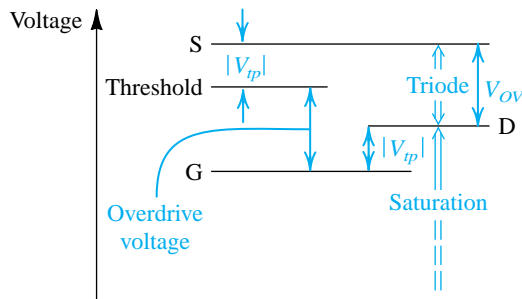 Voltage
S
|Vtp|
Threshold
Triode
VOV
D
|Vtp|
G
Saturation
Overdrive
voltage